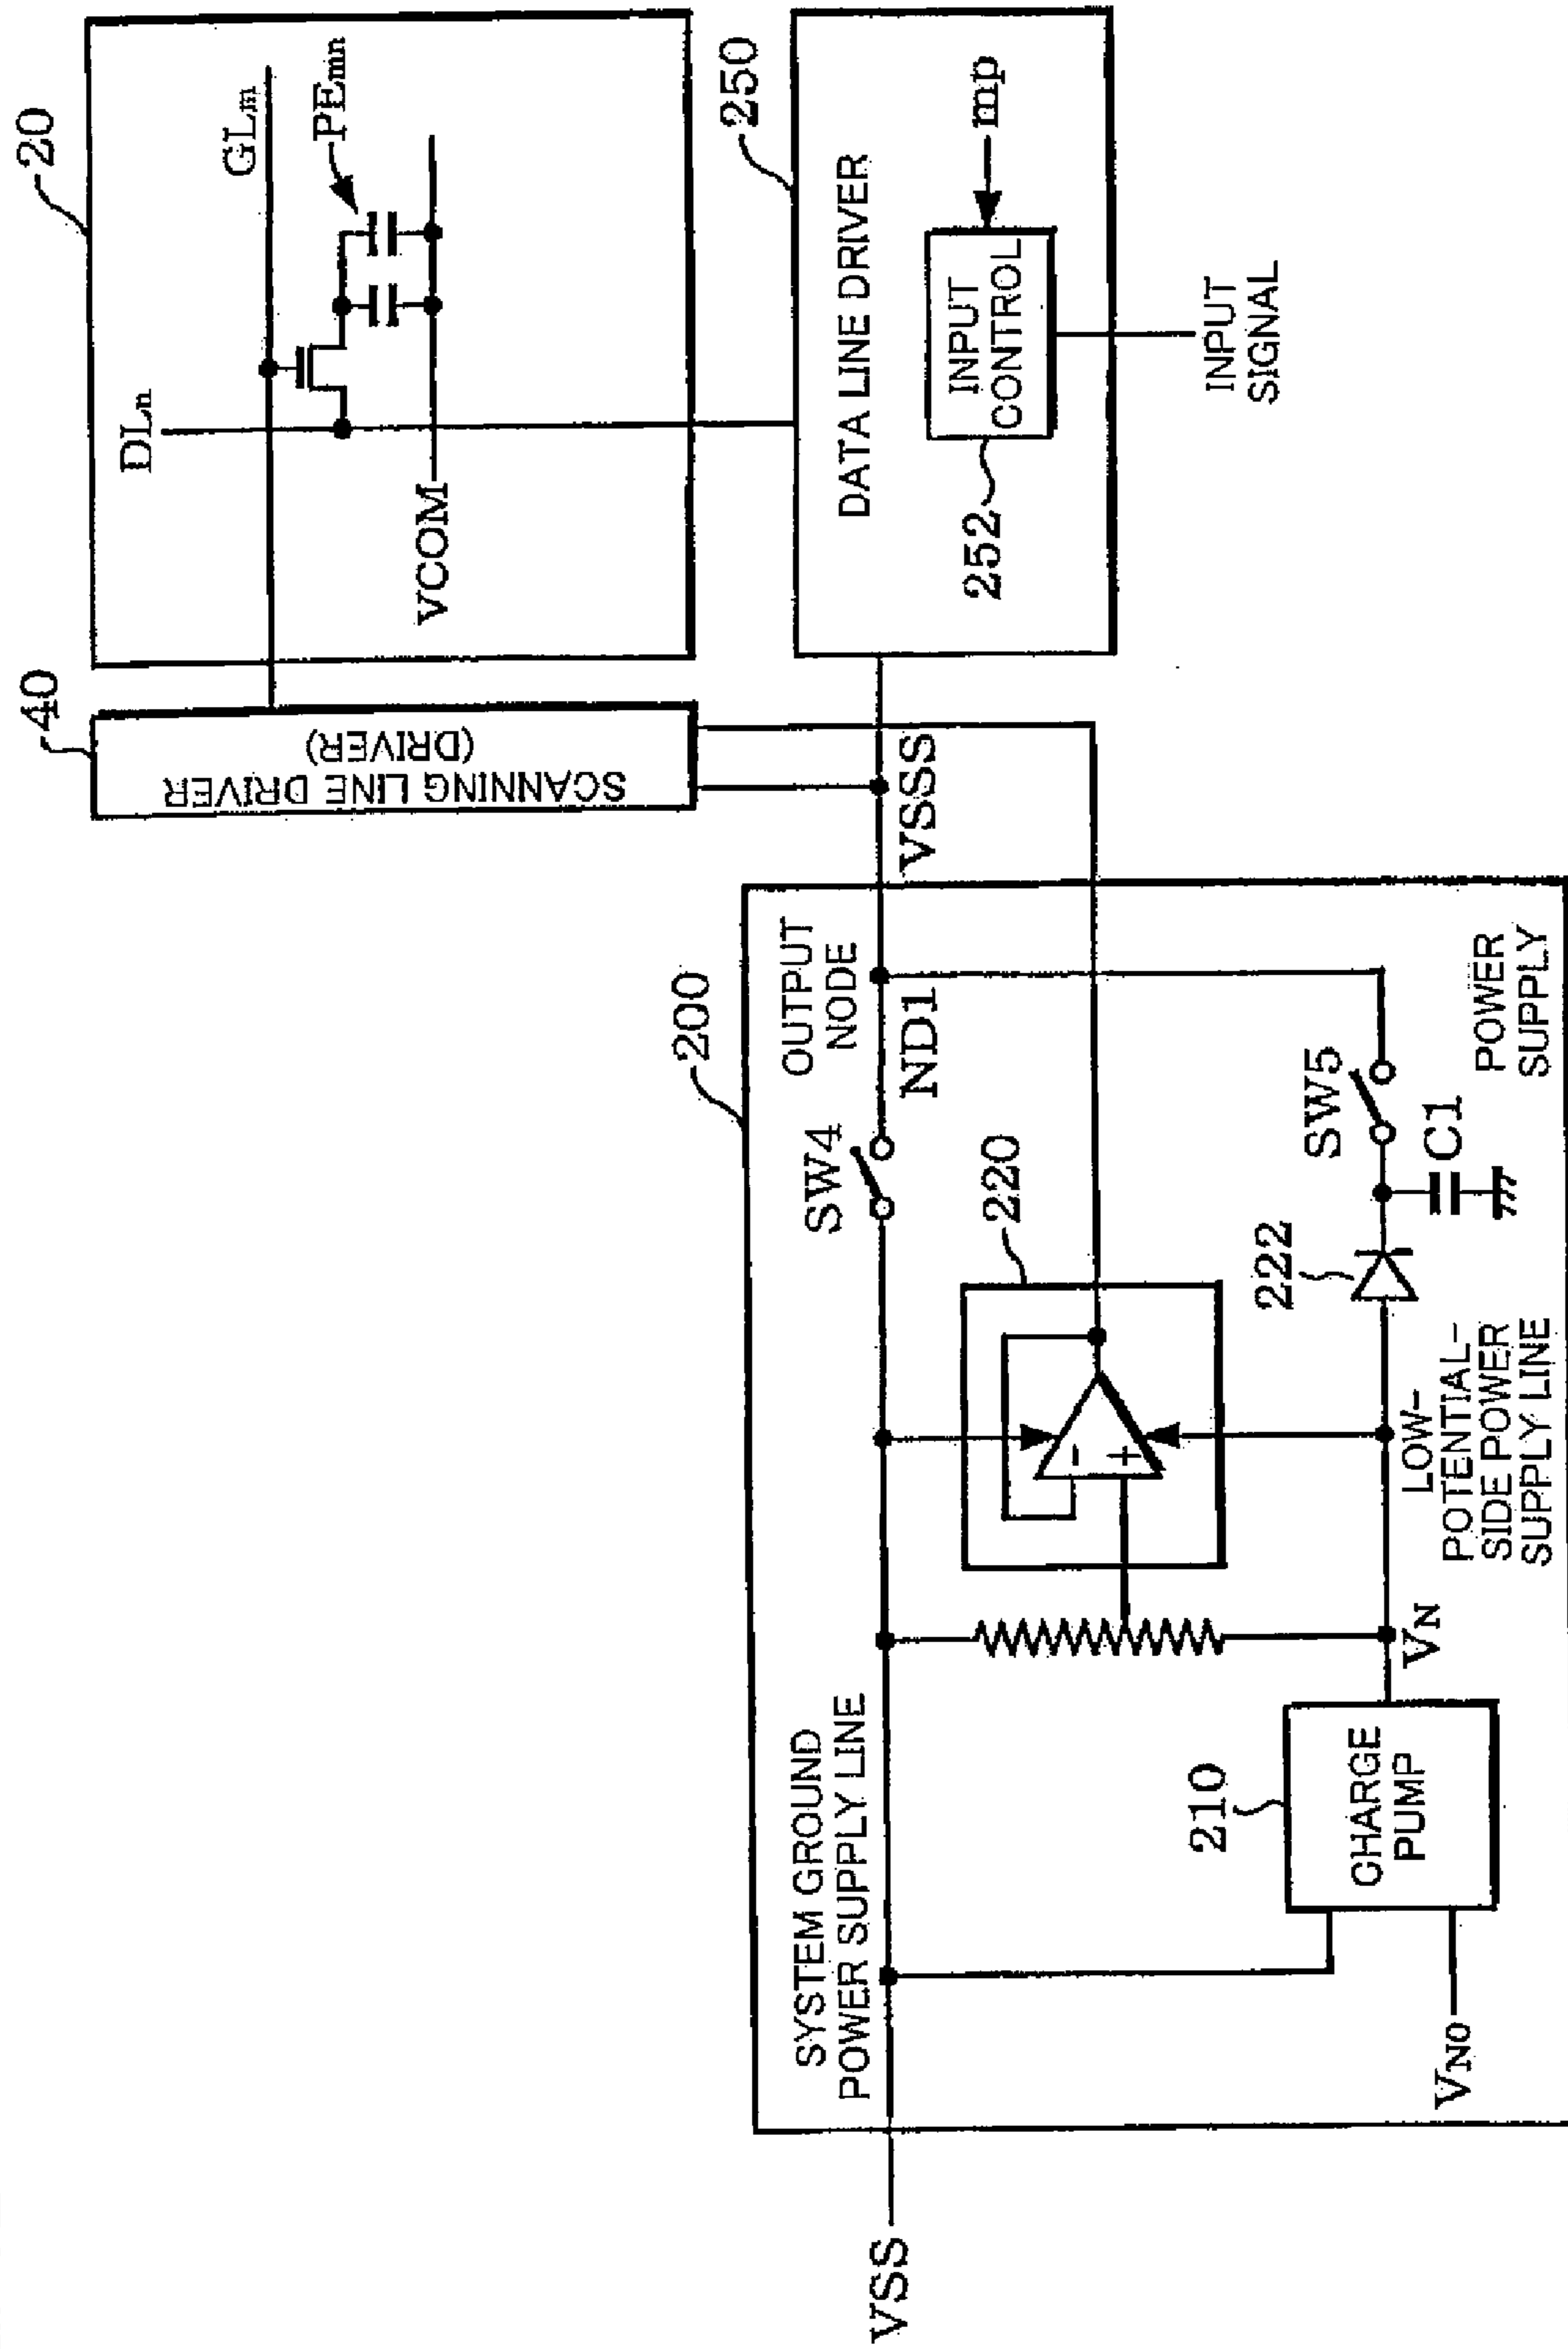 20
DLn
GLm
PEmn
VCOM
40
SCANNING LINE DRIVER
(DRIVER)
250
DATA LINE DRIVER
INPUT
CONTROL
mp
252
INPUT
SIGNAL
VSSS
200
OUTPUT
NODE
ND1
SW4
SYSTEM GROUND
POWER SUPPLY LINE
VSS
220
-
+
SW5
C1
222
POWER
SUPPLY
LOW-
POTENTIAL-
SIDE POWER
SUPPLY LINE
VN
210
GHARGE
PUMP
VN0